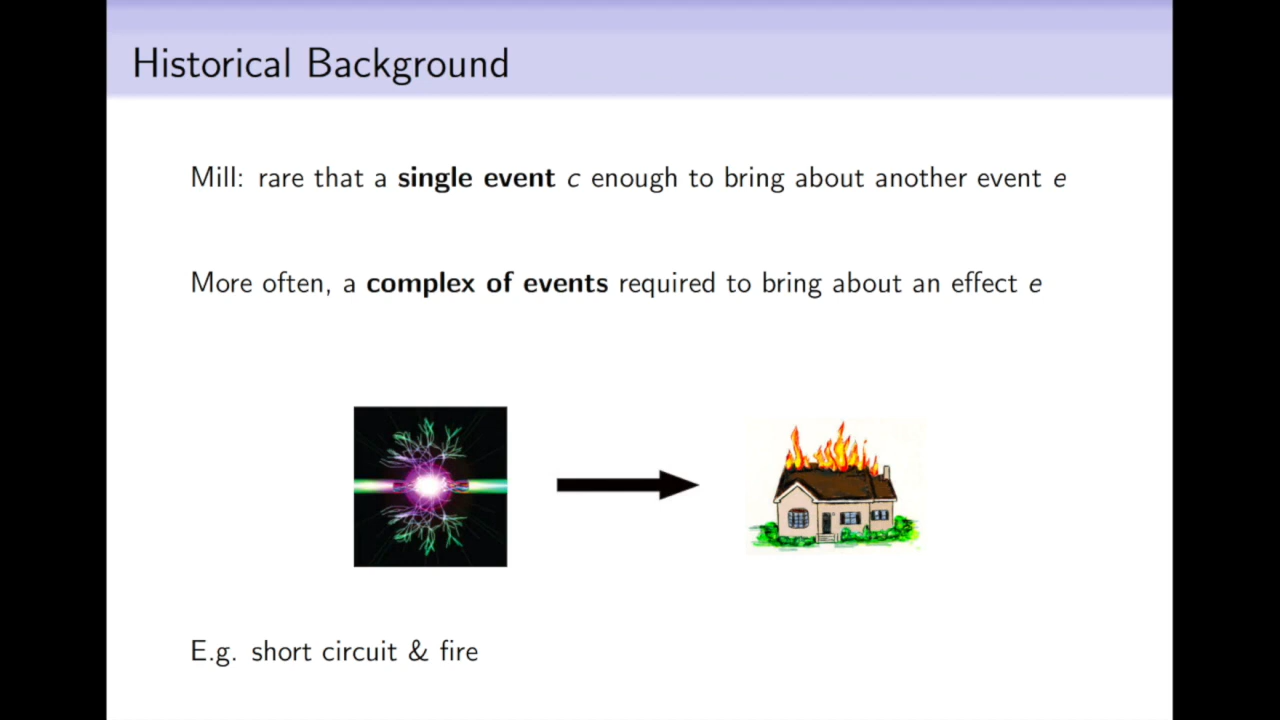 Historical Background
Mill: rare that a single event c enough to bring about another event e
More often, a complex of events required to bring about an effect e
E.g. short circuit & fire